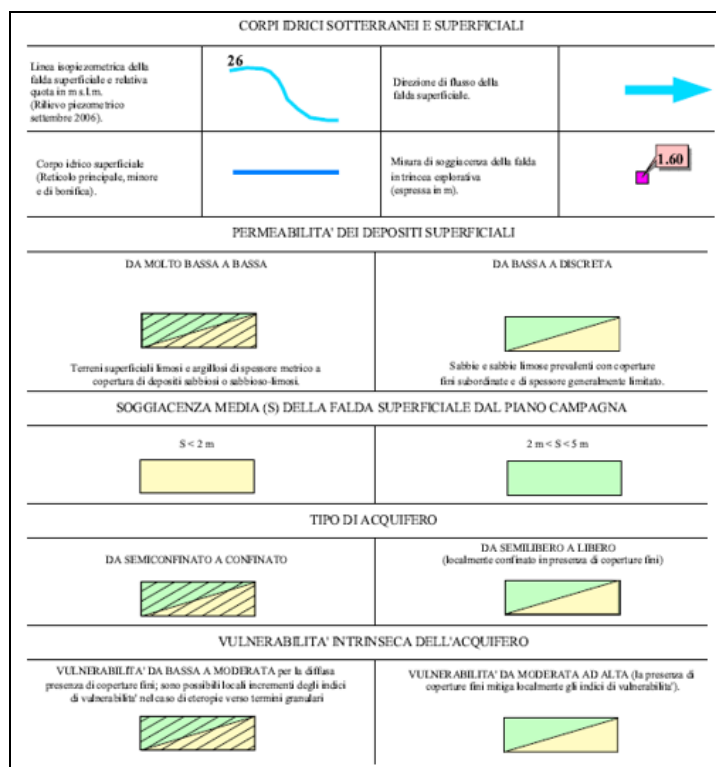 CORPI IDRICI SOTTERRANEI E SUPERFICIALI
Linea isopiezometrica della
falda superficiale e relativa
quota in m s.l.m.
(Rilievo piezometrico
settembre 2006).
26
Direzione di flusso della
falda superficiale.
Corpo idrico superficiale
(Reticolo principale, minore
e di bonifica).
Misura di soggiacenza della falda
in trincea esplorativa
(espressa in m).
1.60
PERMEABILITA' DEI DEPOSITI SUPERFICIALI
DA MOLTO BASSA A BASSA
Terreni superficiali limosi e argillosi di spessore metrico a
copertura di depositi sabbiosi o sabbioso-limosi.
DA BASSA A DISCRETA
Sabbie e sabbie limose prevalenti con coperture
fini subordinate e di spessore generalmente limitato.
SOGGIACENZA MEDIA (S) DELLA FALDA SUPERFICIALE DAL PIANO CAMPAGNA
S < 2 m
2 m < S < 5 m
TIPO DI ACQUIFERO
DA SEMICONFINATO A CONFINATO
DA SEMILIBERO A LIBERO
(localmente confinato in presenza di coperture fini)
VULNERABILITA' INTRINSECA DELL'ACQUIFERO
VULNERABILITA' DA BASSA A MODERATA per la diffusa
presenza di coperture fini; sono possibili locali incrementi degli indici
di vulnerabilita' nel caso di eteropie verso termini granulari
VULNERABILITA' DA MODERATA AD ALTA (la presenza di
coperture fini mitiga localmente gli indici di vulnerabilita').